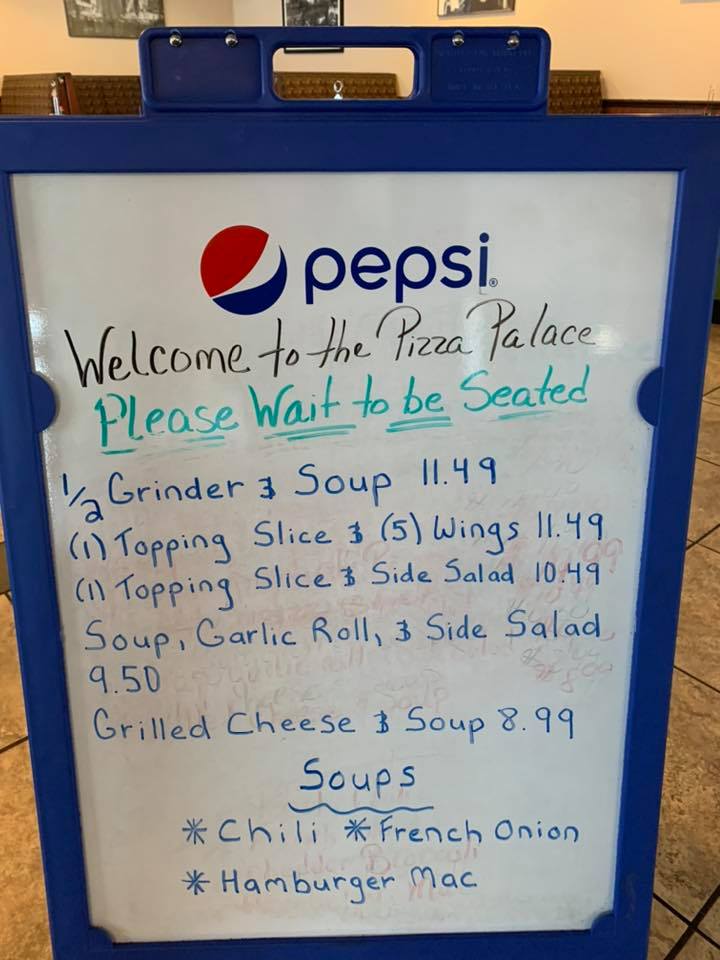 pepsi
Welcome to the Pizza Palace
Please Wait to be Seated
1/2 Grinder & Soup 11.49
(1) Topping Slice & (5) Wings 11.49
(1) Topping Slice & Side Salad 10.49
Soup, Garlic Roll, & Side Salad
9.50
Grilled Cheese & Soup 8.99
Soups
* Chili * French Onion
* Hamburger Mac